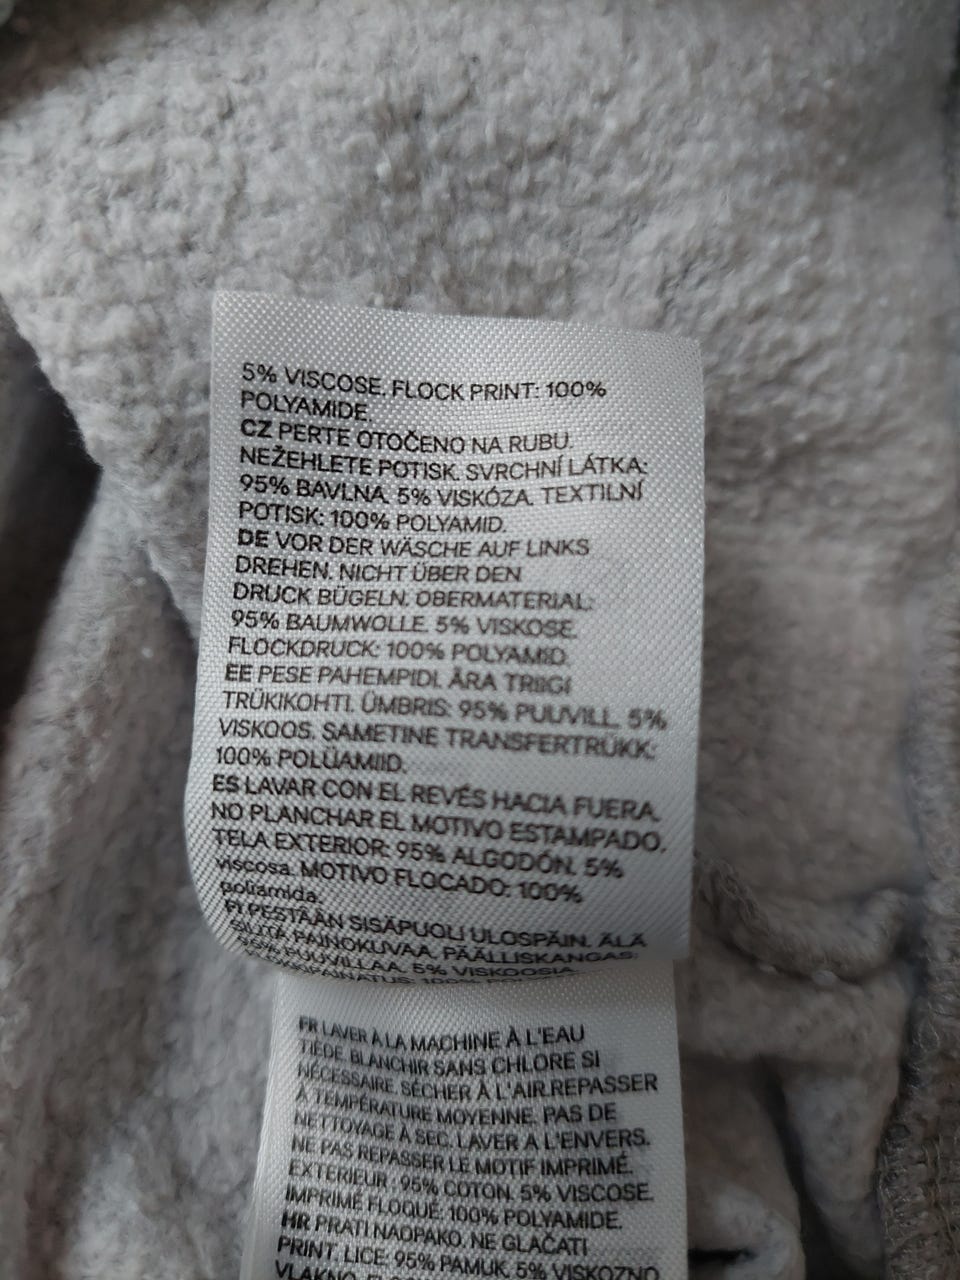 5% VISCOSE. FLOCK PRINT: 100%
POLYAMIDE.
CZ PERTE OTOČENO NA RUBU.
NEŽEHLETE POTISK. SVRCHNÍ LÁTKA:
95% BAVLNA. 5% VISKÓZA. TEXTILNÍ
POTISK: 100% POLYAMID.
DE VOR DER WÄSCHE AUF LINKS
DREHEN. NICHT ÜBER DEN
DRUCK BÜGELN. OBERMATERIAL:
95% BAUMWOLLE. 5% VISKOSE.
FLOCKDRUCK: 100% POLYAMID.
EE PESE PAHEMPIDI. ÄRA TRIIGI
TRÜKIKOHTI. ÜMBRIS: 95% PUUVILL. 5%
VISKOOS. SAMETINE TRANSFERTRÜKK:
100% POLÜAMIID.
ES LAVAR CON EL REVÉS HACIA FUERA.
NO PLANCHAR EL MOTIVO ESTAMPADO.
TELA EXTERIOR: 95% ALGODÓN. 5%
viscosa. MOTIVO FLOCADO: 100%
poliamida.
FI PESTÄÄN SISÄPUOLI ULOSPÄIN. ÄLÄ
SILITÄ PAINOKUVAA. PÄÄLLISKANGAS:
95% PUUVILLAA. 5% VISKOOSIA.
100%
FR LAVER À LA MACHINE À L'EAU
TIÈDE. BLANCHIR SANS CHLORE SI
NÉCESSAIRE. SÉCHER À L'AIR.REPASSER
À TEMPÉRATURE MOYENNE. PAS DE
NETTOYAGE À SEC. LAVER A L'ENVERS.
NE PAS REPASSER LE MOTIF IMPRIMÉ.
EXTERIEUR : 95% COTON. 5% VISCOSE.
IMPRIMÉ FLOQUÉ: 100% POLYAMIDE.
HR PRATI NAOPAKO. NE GLAČATI
PRINT. LICE: 95% PAMUK. 5% VISKOZNO
VLAKNO.